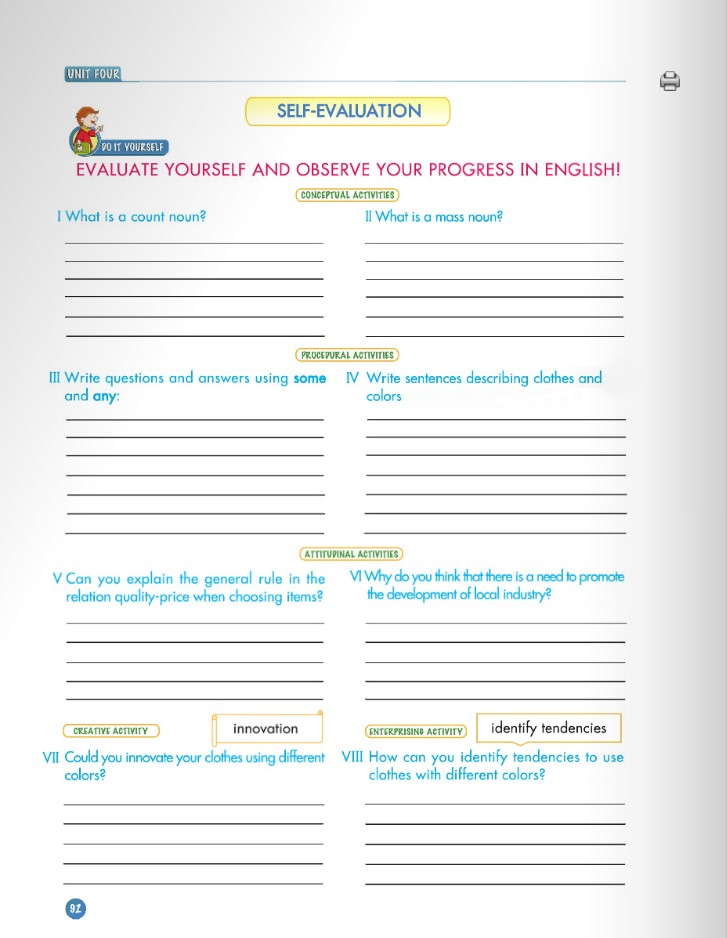 UNIT FOUR
SELF-EVALUATION
DO IT YOURSELF
EVALUATE YOURSELF AND OBSERVE YOUR PROGRESS IN ENGLISH!
CONCEPTUAL ACTIVITIES
I What is a count noun?
II What is a mass noun?
PROCEDURAL ACTIVITIES
III Write questions and answers using some
and any:
IV Write sentences describing clothes and
colors
ATTITUDINAL ACTIVITIES
V Can you explain the general rule in the
relation quality-price when choosing items?
VI Why do you think that there is a need to promote
the development of local industry?
CREATIVE ACTIVITY
innovation
VII Could you innovate your clothes using different
colors?
ENTERPRISING ACTIVITY
identify tendencies
VIII How can you identify tendencies to use
clothes with different colors?
92